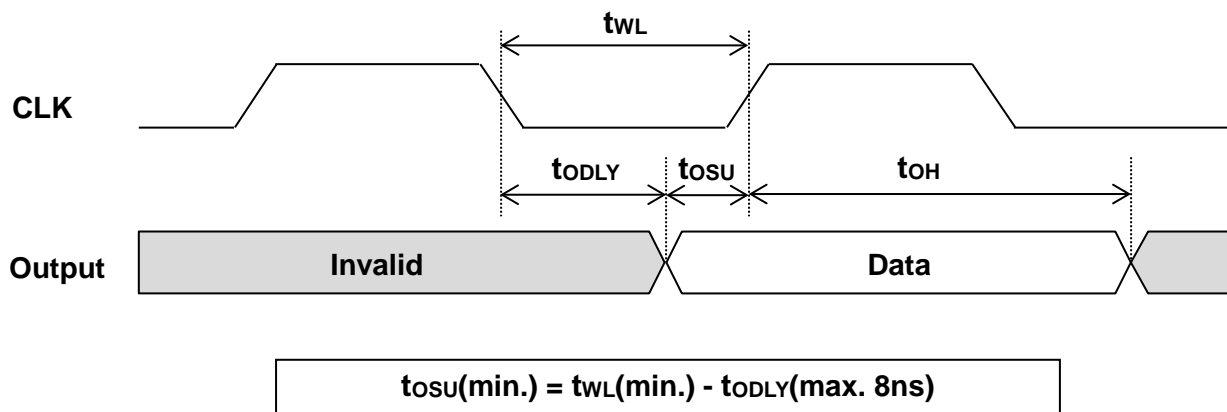 tWL
CLK
tODLY tOSU tOH
Output Invalid Data
tOSU(min.) = tWL(min.) - tODLY(max. 8ns)